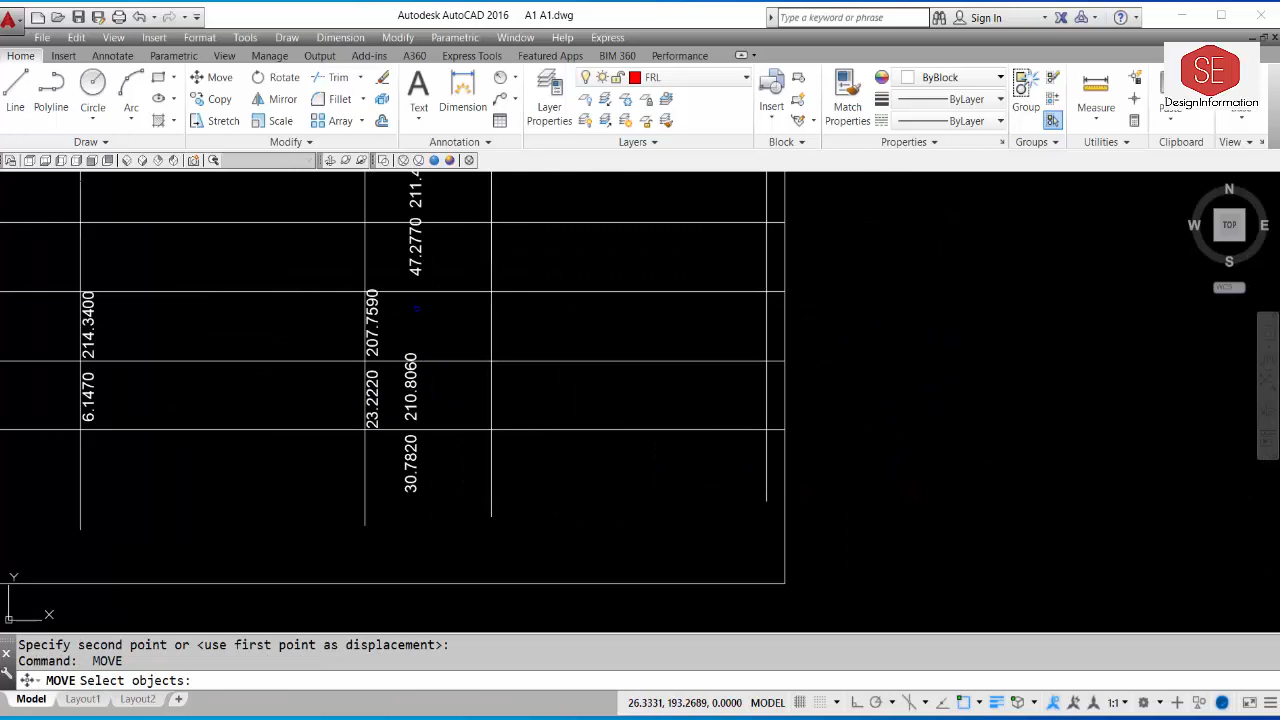 Autodesk AutoCAD 2016 A1 A1.dwg
Type a keyword or phrase
Sign In
File Edit View Insert Format Tools Draw Dimension Modify Parametric Window Help Express
Home Insert Annotate Parametric View Manage Output Add-ins A360 Express Tools Featured Apps BIM 360 Performance
Line Polyline Circle Arc
Move Rotate Trim
Copy Mirror Fillet
Stretch Scale Array
Text Dimension
Layer Properties
FRL
Insert
Match Properties
ByBlock
ByLayer
ByLayer
Group
Measure
SE
DesignInformation
Draw Modify Annotation Layers Block Properties Groups Utilities Clipboard View
N
W TOP E
S
WCS
47.2770
6.1470 214.3400
23.2220 207.7590
30.7820 210.8060
Y
X
Specify second point or <use first point as displacement>:
Command: MOVE
MOVE Select objects:
Model Layout1 Layout2 +
26.3331, 193.2689, 0.0000 MODEL 1:1